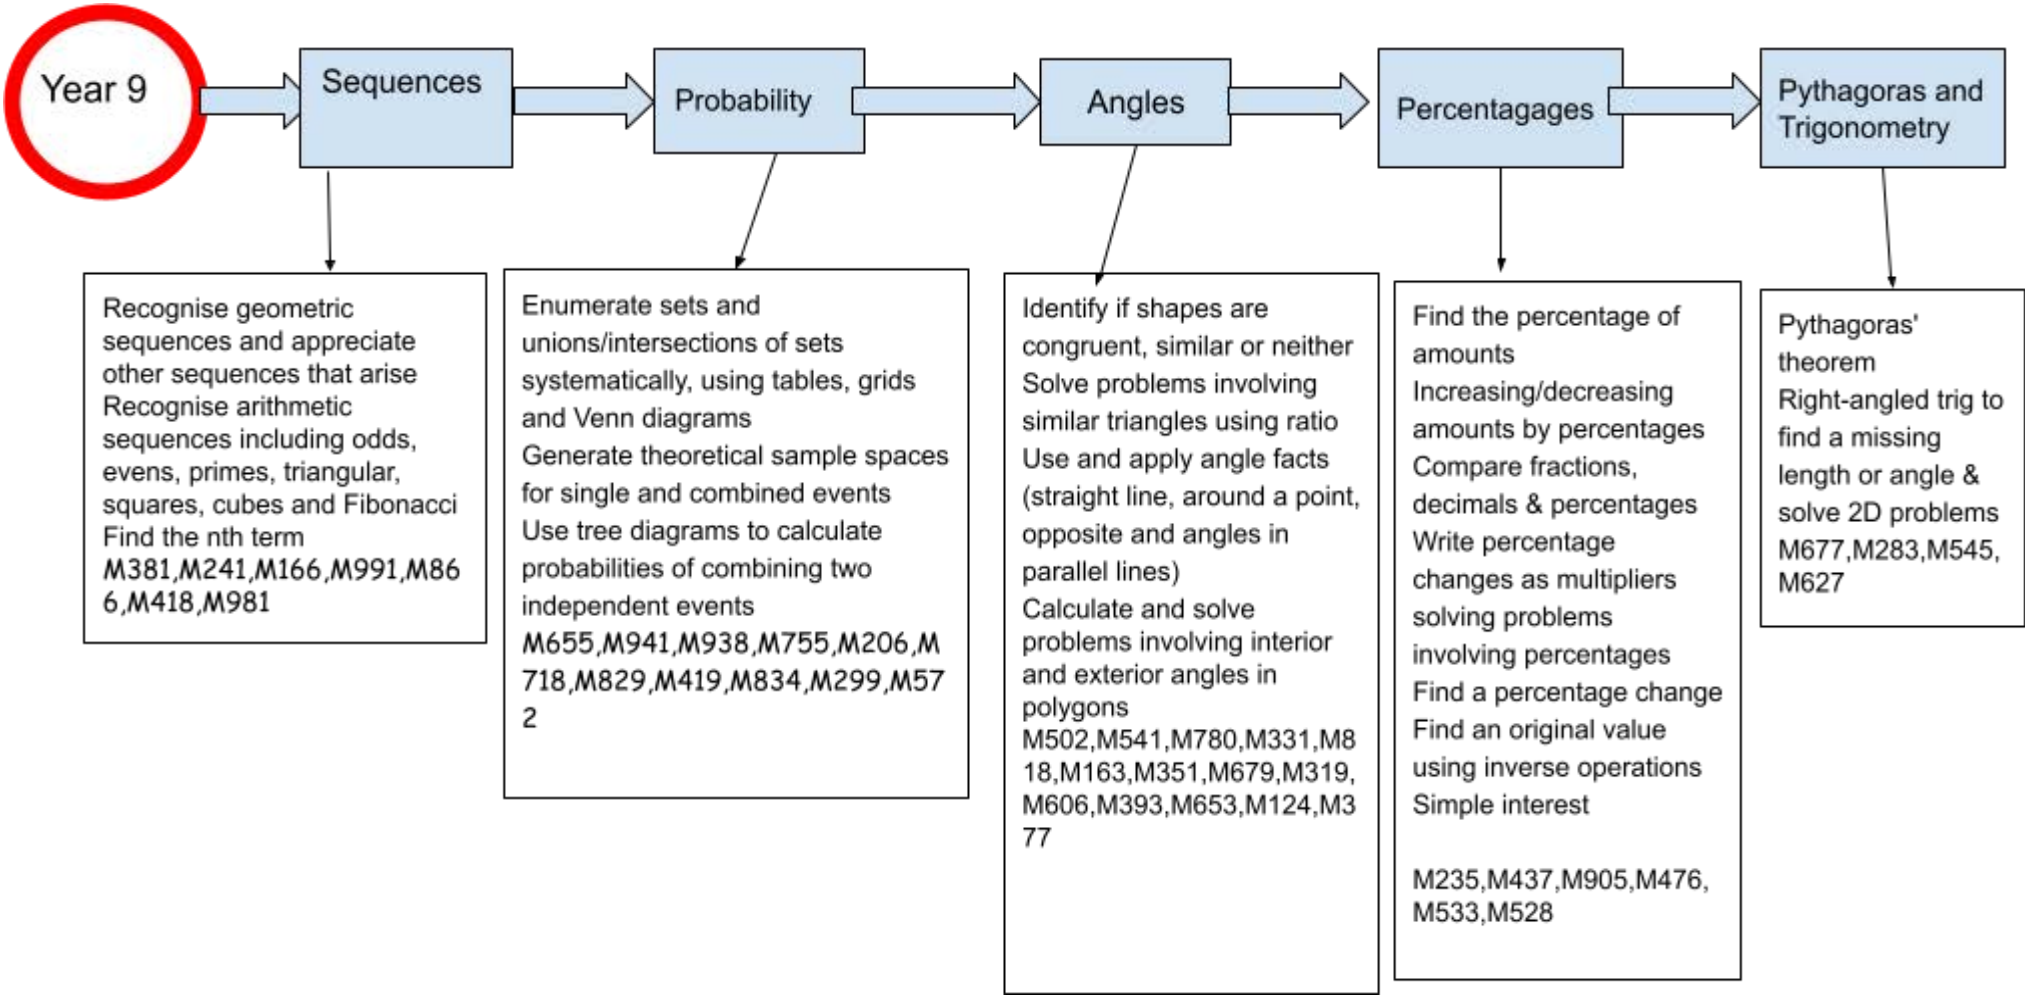 Year 9
Sequences
Probability
Angles
Percentagages
Pythagoras and
Trigonometry
Recognise geometric
sequences and appreciate
other sequences that arise
Recognise arithmetic
sequences including odds,
evens, primes, triangular,
squares, cubes and Fibonacci
Find the nth term
M381,M241,M166,M991,M86
6,M418,M981
Enumerate sets and
unions/intersections of sets
systematically, using tables, grids
and Venn diagrams
Generate theoretical sample spaces
for single and combined events
Use tree diagrams to calculate
probabilities of combining two
independent events
M655,M941,M938,M755,M206,M
718,M829,M419,M834,M299,M57
2
Identify if shapes are
congruent, similar or neither
Solve problems involving
similar triangles using ratio
Use and apply angle facts
(straight line, around a point,
opposite and angles in
parallel lines)
Calculate and solve
problems involving interior
and exterior angles in
polygons
M502,M541,M780,M331,M8
18,M163,M351,M679,M319,
M606,M393,M653,M124,M3
77
Find the percentage of
amounts
Increasing/decreasing
amounts by percentages
Compare fractions,
decimals & percentages
Write percentage
changes as multipliers
solving problems
involving percentages
Find a percentage change
Find an original value
using inverse operations
Simple interest
M235,M437,M905,M476,
M533,M528
Pythagoras'
theorem
Right-angled trig to
find a missing
length or angle &
solve 2D problems
M677,M283,M545,
M627